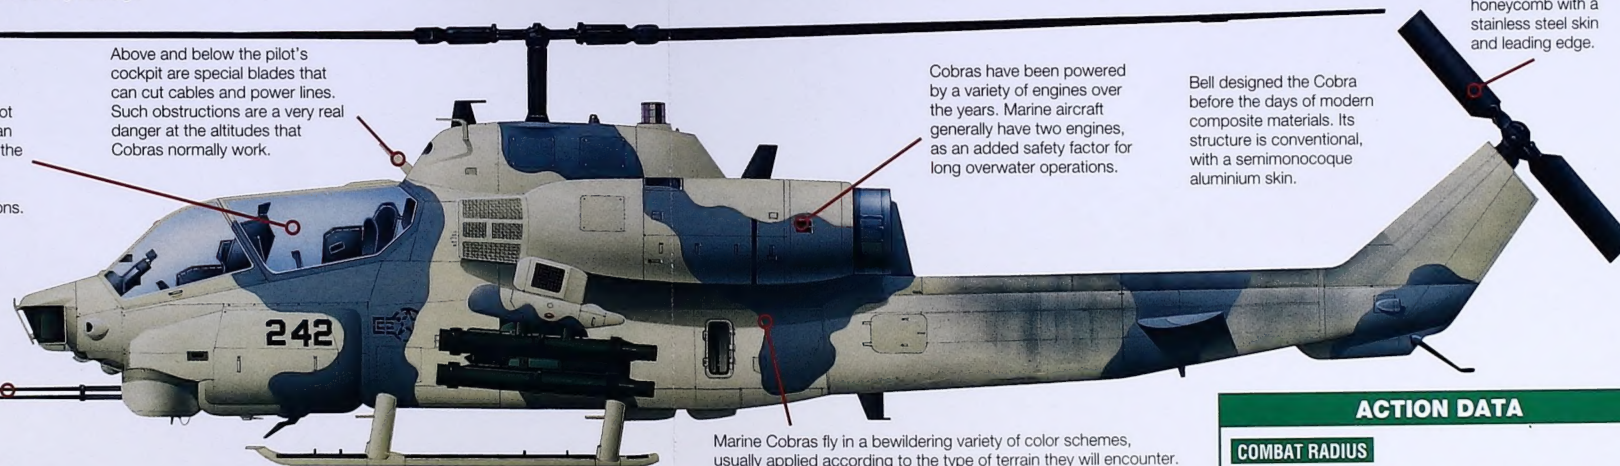 Above and below the pilot's
cockpit are special blades that
can cut cables and power lines.
Such obstructions are a very real
danger at the altitudes that
Cobras normally work.
ot
an
the
ons.
Cobras have been powered
by a variety of engines over
the years. Marine aircraft
generally have two engines,
as an added safety factor for
long overwater operations.
Bell designed the Cobra
before the days of modern
composite materials. Its
structure is conventional,
with a semimonocoque
aluminium skin.
honeycomb with a
stainless steel skin
and leading edge.
242
Marine Cobras fly in a bewildering variety of color schemes,
usually applied according to the type of terrain they will encounter.
ACTION DATA
COMBAT RADIUS